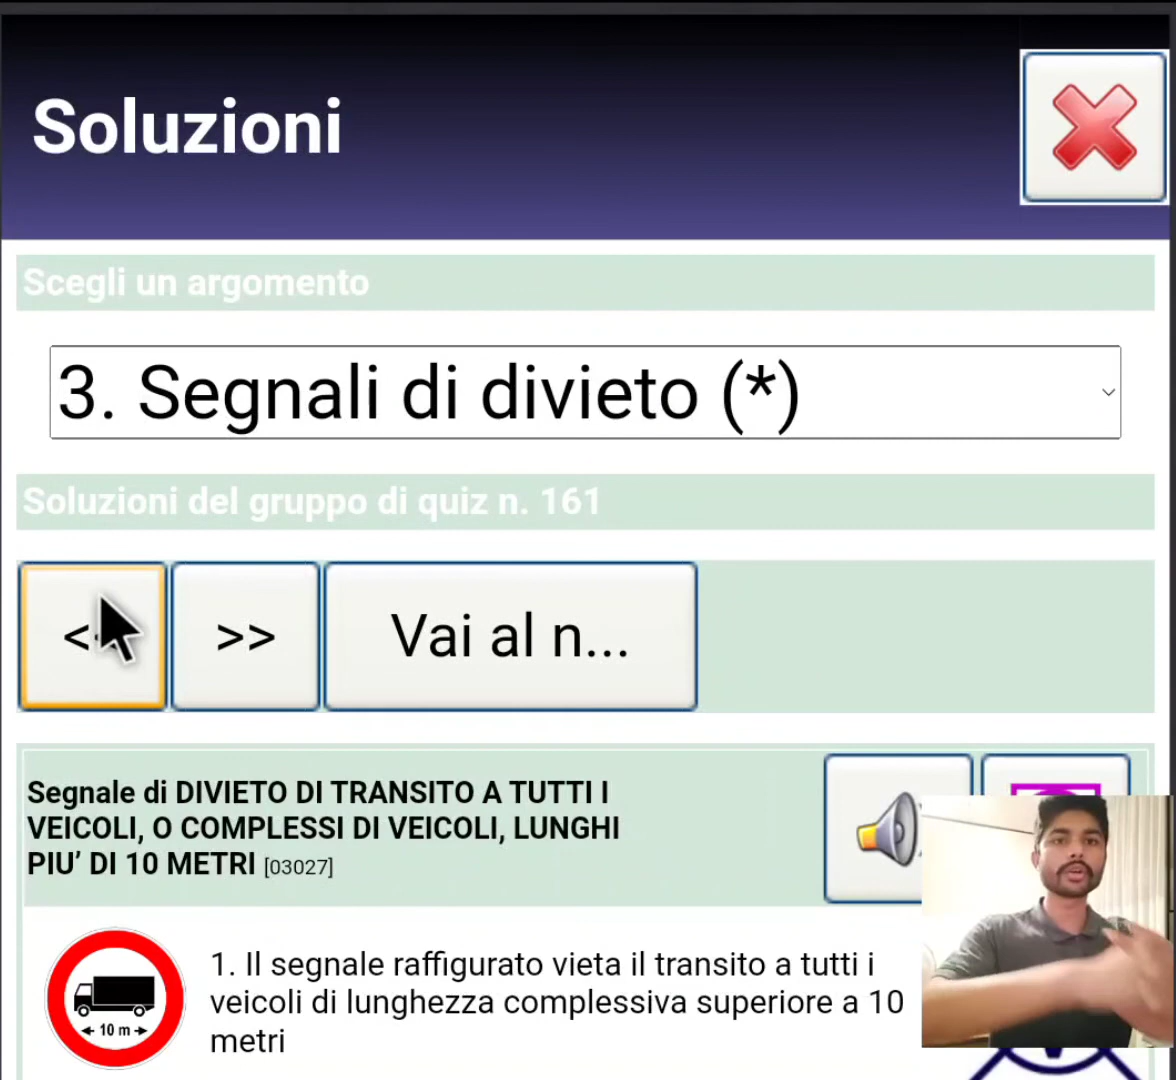 Soluzioni
Scegli un argomento
3. Segnali di divieto (*)
Soluzioni del gruppo di quiz n. 161
>>
Vai al n...
Segnale di DIVIETO DI TRANSITO A TUTTI I
VEICOLI, O COMPLESSI DI VEICOLI, LUNGHI
PIU’ DI 10 METRI [03027]
10 m
1. Il segnale raffigurato vieta il transito a tutti i
veicoli di lunghezza complessiva superiore a 10
metri